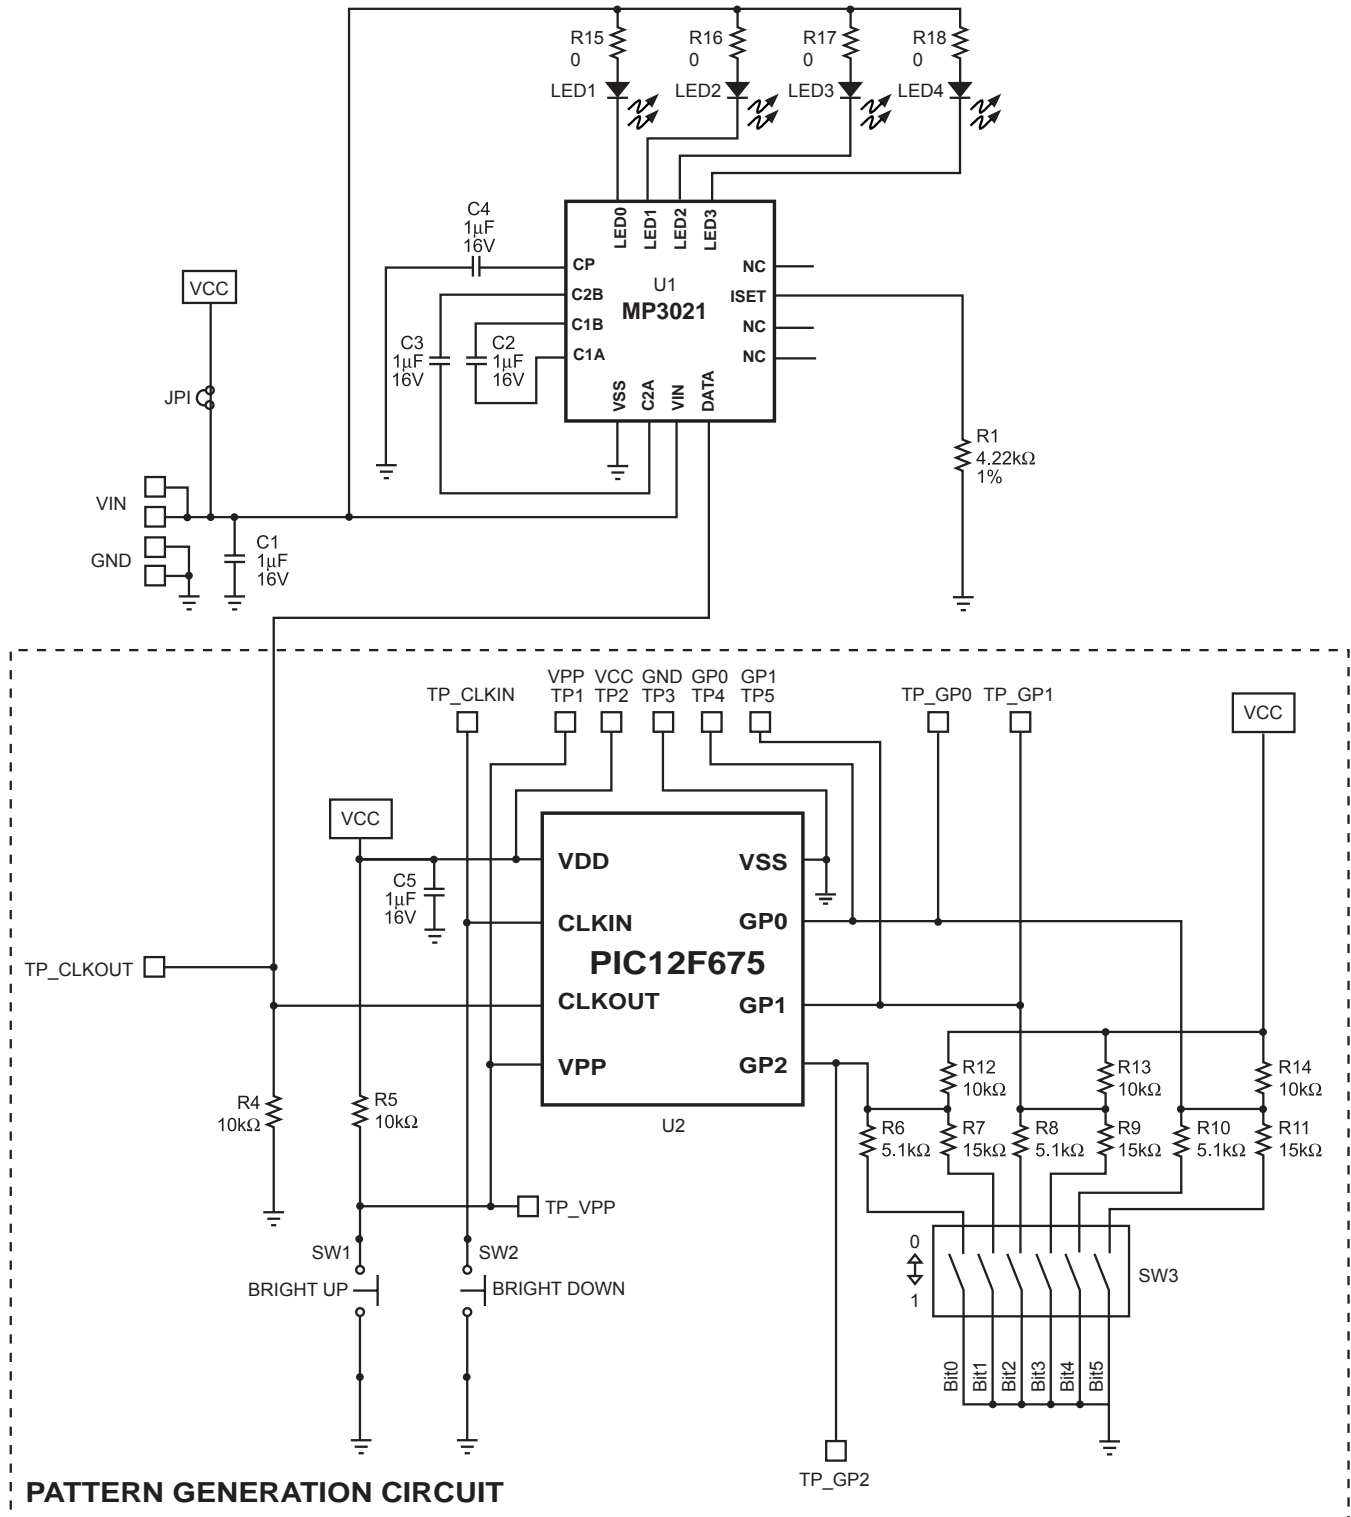 R15
0
R16
0
R17
0
R18
0
LED1
LED2
LED3
LED4
C4
1µF
16V
LED0
LED1
LED2
LED3
CP
C2B
C1B
C1A
U1
MP3021
NC
ISET
NC
NC
VSS
C2A
VIN
DATA
VCC
C3
1µF
16V
C2
1µF
16V
JPI
R1
4.22kΩ
1%
VIN
GND
C1
1µF
16V
TP_CLKIN
VPP
TP1
VCC
TP2
GND
TP3
GP0
TP4
GP1
TP5
TP_GP0
TP_GP1
VCC
VCC
C5
1µF
16V
VDD
CLKIN
CLKOUT
VPP
PIC12F675
VSS
GP0
GP1
GP2
U2
TP_CLKOUT
R4
10kΩ
R5
10kΩ
R12
10kΩ
R13
10kΩ
R14
10kΩ
R6
5.1kΩ
R7
15kΩ
R8
5.1kΩ
R9
15kΩ
R10
5.1kΩ
R11
15kΩ
TP_VPP
SW1
BRIGHT UP
SW2
BRIGHT DOWN
0
1
SW3
Bit0
Bit1
Bit2
Bit3
Bit4
Bit5
TP_GP2
PATTERN GENERATION CIRCUIT